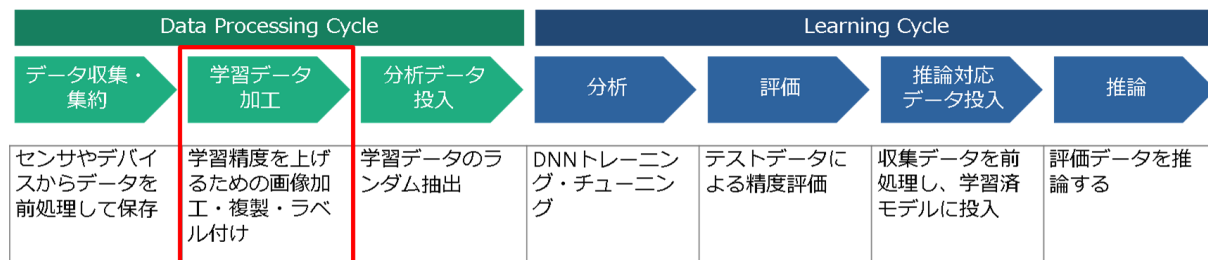 Data Processing Cycle
Learning Cycle
データ収集・
集約
学習データ
加工
分析データ
投入
分析
評価
推論対応
データ投入
推論
センサやデバイ
スからデータを
前処理して保存
学習精度を上げ
るための画像加
工・複製・ラベ
ル付け
学習データのラ
ンダム抽出
DNNトレーニン
グ・チューニン
グ
テストデータに
よる精度評価
収集データを前
処理し、学習済
モデルに投入
評価データを推
論する